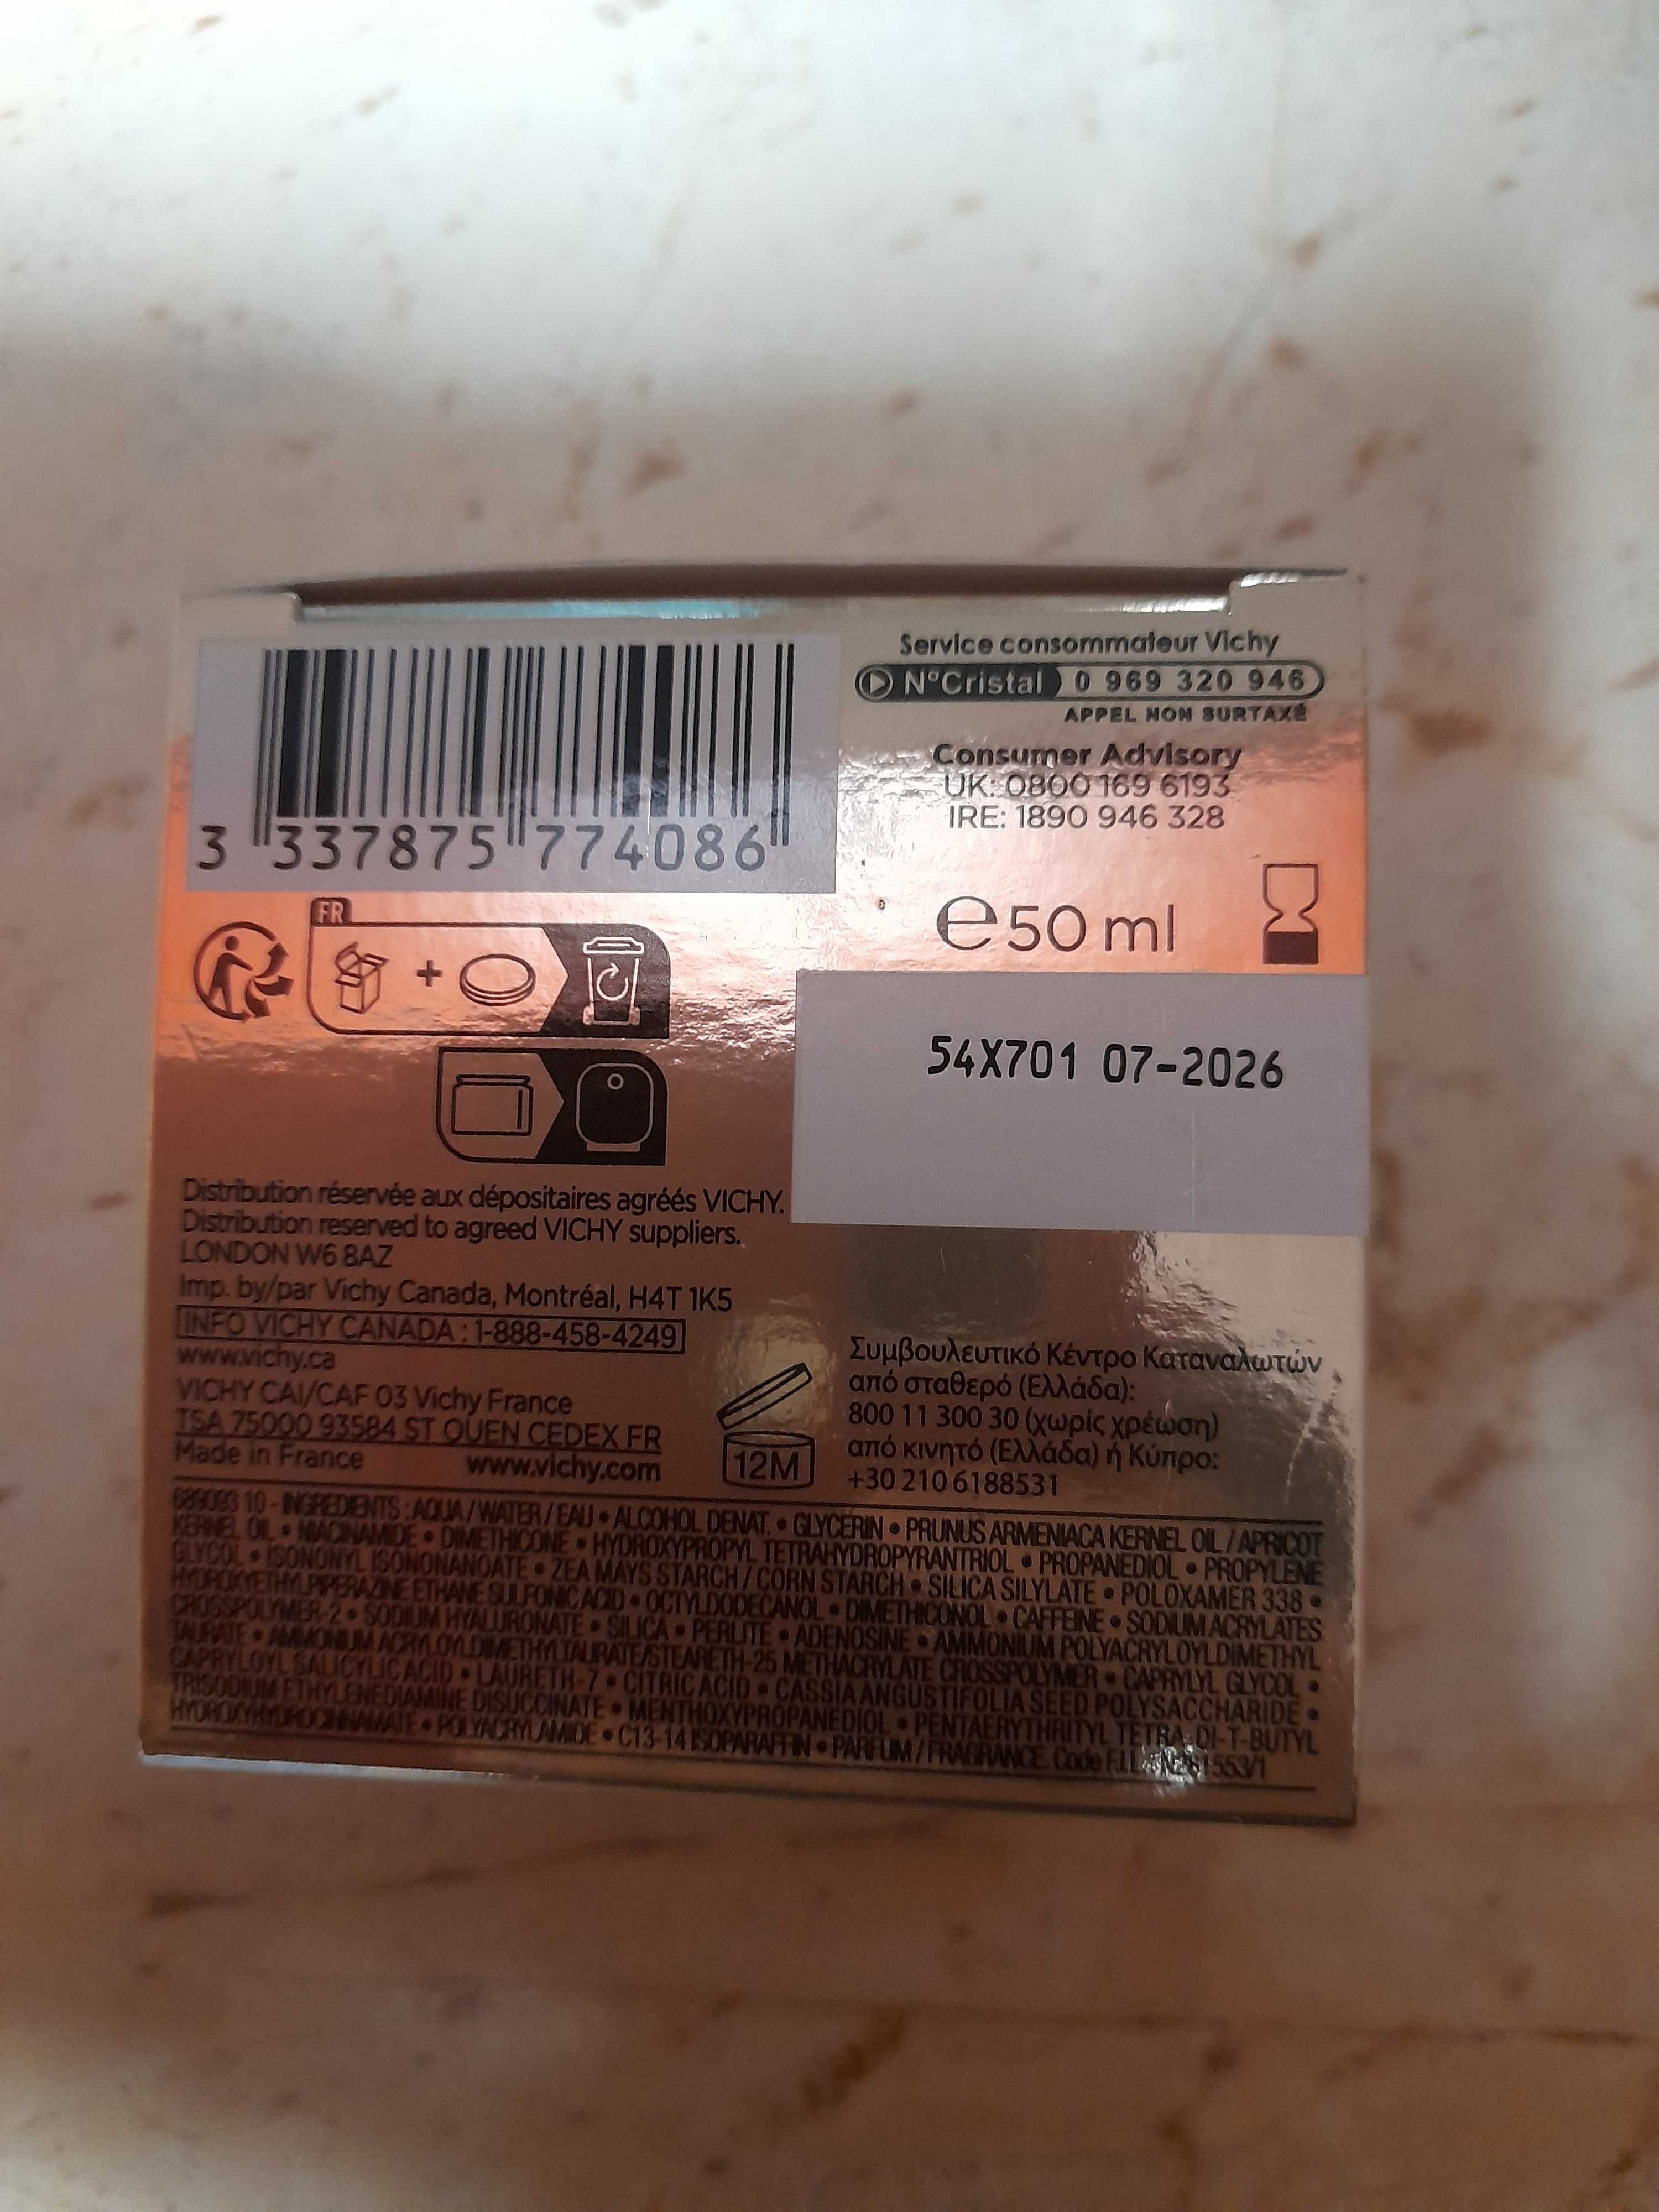 3 337875 774086
Service consommateur Vichy
N°Cristal 0 969 320 946
APPEL NON SURTAXÉ
Consumer Advisory
UK: 0800 169 6193
IRE: 1890 946 328
FR
+
e 50 ml
54X701 07-2026
Distribution réservée aux dépositaires agréés VICHY.
Distribution reserved to agreed VICHY suppliers.
LONDON W6 8AZ
Imp. by/par Vichy Canada, Montréal, H4T 1K5
INFO VICHY CANADA : 1-888-458-4249
www.vichy.ca
VICHY CAI/CAF 03 Vichy France
TSA 75000 93584 ST OUEN CEDEX FR
Made in France www.vichy.com
12M
Συμβουλευτικό Κέντρο Καταναλωτών
από σταθερό (Ελλάδα):
800 11 300 30 (χωρίς χρέωση)
από κινητό (Ελλάδα) ή Κύπρο:
+30 210 6188531
689093 10 - INGREDIENTS : AQUA / WATER / EAU • ALCOHOL DENAT. • GLYCERIN • PRUNUS ARMENIACA KERNEL OIL / APRICOT
KERNEL OIL • NIACINAMIDE • DIMETHICONE • HYDROXYPROPYL TETRAHYDROPYRANTRIOL • PROPANEDIOL • PROPYLENE
GLYCOL • ISONONYL ISONONANOATE • ZEA MAYS STARCH / CORN STARCH • SILICA SILYLATE • POLOXAMER 338 •
HYDROXYETHYLPIPERAZINE ETHANE SULFONIC ACID • OCTYLDODECANOL • DIMETHICONOL • CAFFEINE • SODIUM ACRYLATES
CROSSPOLYMER-2 • SODIUM HYALURONATE • SILICA • PERLITE • ADENOSINE • AMMONIUM POLYACRYLOYLDIMETHYL
TAURATE • AMMONIUM ACRYLOYLDIMETHYLTAURATE/STEARETH-25 METHACRYLATE CROSSPOLYMER • CAPRYLYL GLYCOL •
CAPRYLOYL SALICYLIC ACID • LAURETH-7 • CITRIC ACID • CASSIA ANGUSTIFOLIA SEED POLYSACCHARIDE •
TRISODIUM ETHYLENEDIAMINE DISUCCINATE • MENTHOXYPROPANEDIOL • PENTAERYTHRITYL TETRA-DI-T-BUTYL
HYDROXYHYDROCINNAMATE • POLYACRYLAMIDE • C13-14 ISOPARAFFIN • PARFUM / FRAGRANCE. Code F.I.L.